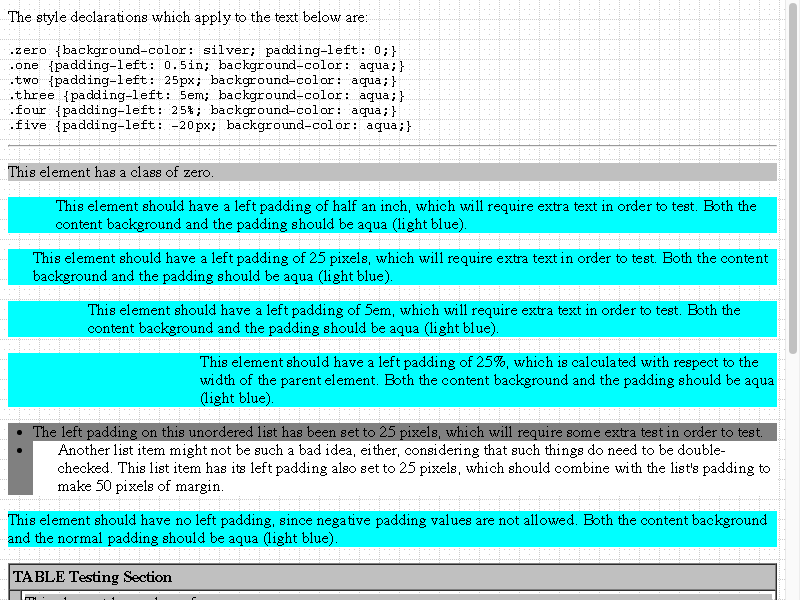 The style declarations which apply to the text below are:
.zero {background-color: silver; padding-left: 0;}
.one {padding-left: 0.5in; background-color: aqua;}
.two {padding-left: 25px; background-color: aqua;}
.three {padding-left: 5em; background-color: aqua;}
.four {padding-left: 25%; background-color: aqua;}
.five {padding-left: -20px; background-color: aqua;}
This element has a class of zero.
This element should have a left padding of half an inch, which will require extra text in order to test. Both the
content background and the padding should be aqua (light blue).
This element should have a left padding of 25 pixels, which will require extra text in order to test. Both the content
background and the padding should be aqua (light blue).
This element should have a left padding of 5em, which will require extra text in order to test. Both the
content background and the padding should be aqua (light blue).
This element should have a left padding of 25%, which is calculated with respect to the
width of the parent element. Both the content background and the padding should be aqua
(light blue).
• The left padding on this unordered list has been set to 25 pixels, which will require some extra test in order to test.
• Another list item might not be such a bad idea, either, considering that such things do need to be double-
checked. This list item has its left padding also set to 25 pixels, which should combine with the list's padding to
make 50 pixels of margin.
This element should have no left padding, since negative padding values are not allowed. Both the content background
and the normal padding should be aqua (light blue).
TABLE Testing Section